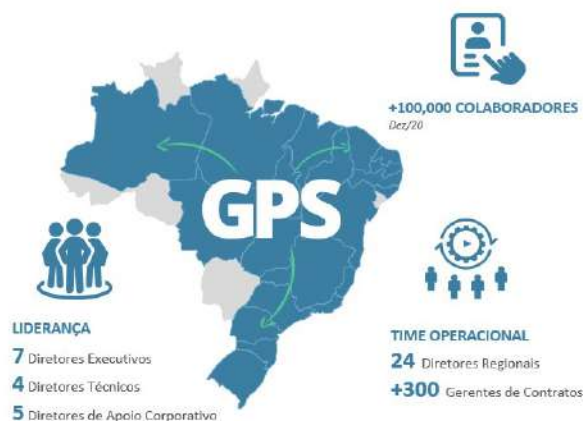 +100,000 COLABORADORES
Dez/20
GPS
LIDERANÇA
7 Diretores Executivos
4 Diretores Técnicos
5 Diretores de Apoio Corporativo
TIME OPERACIONAL
24 Diretores Regionais
+300 Gerentes de Contratos